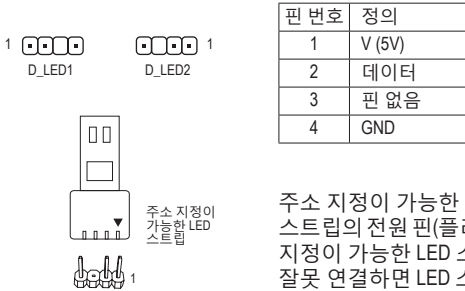 1
1
D_LED1
D_LED2
주소 지정이
가능한 LED
스트립
1
핀 번호 정의
1 V (5V)
2 데이터
3 핀 없음
4 GND
주소 지정이 가능한
스트립의 전원 핀(플러
지정이 가능한 LED 스
잘못 연결하면 LED 스